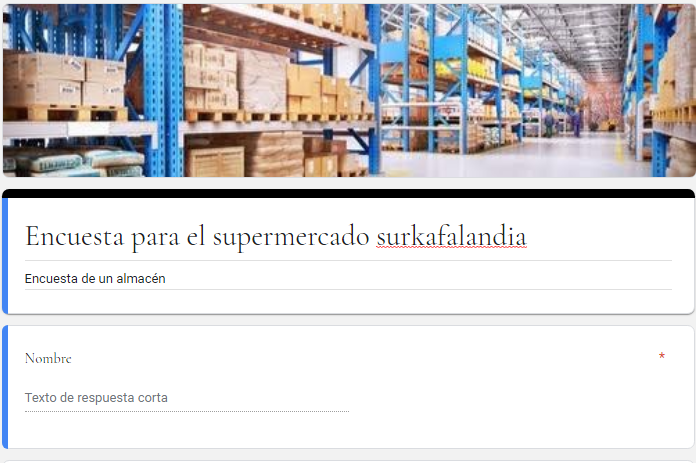 Encuesta para el supermercado surkafalandia
Encuesta de un almacén
Nombre *
Texto de respuesta corta